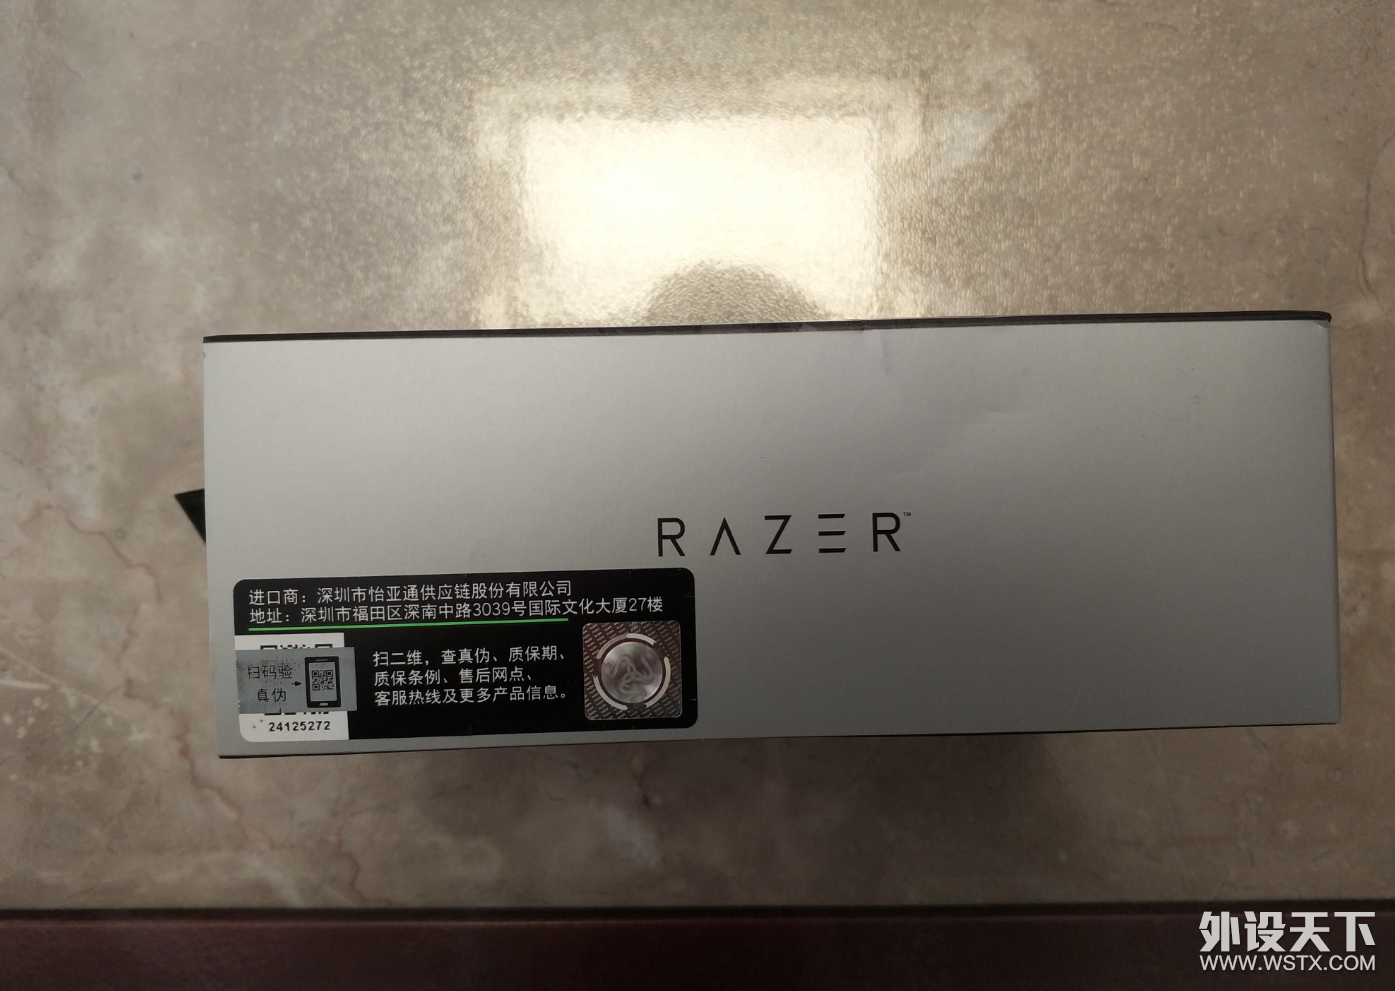 RAZER™
进口商：深圳市怡亚通供应链股份有限公司
地址：深圳市福田区深南中路3039号国际文化大厦27楼
扫二维，查真伪、质保期、
质保条例、售后网点、
客服热线及更多产品信息。
扫码验
真伪
24125272
外设天下
WWW.WSTX.COM